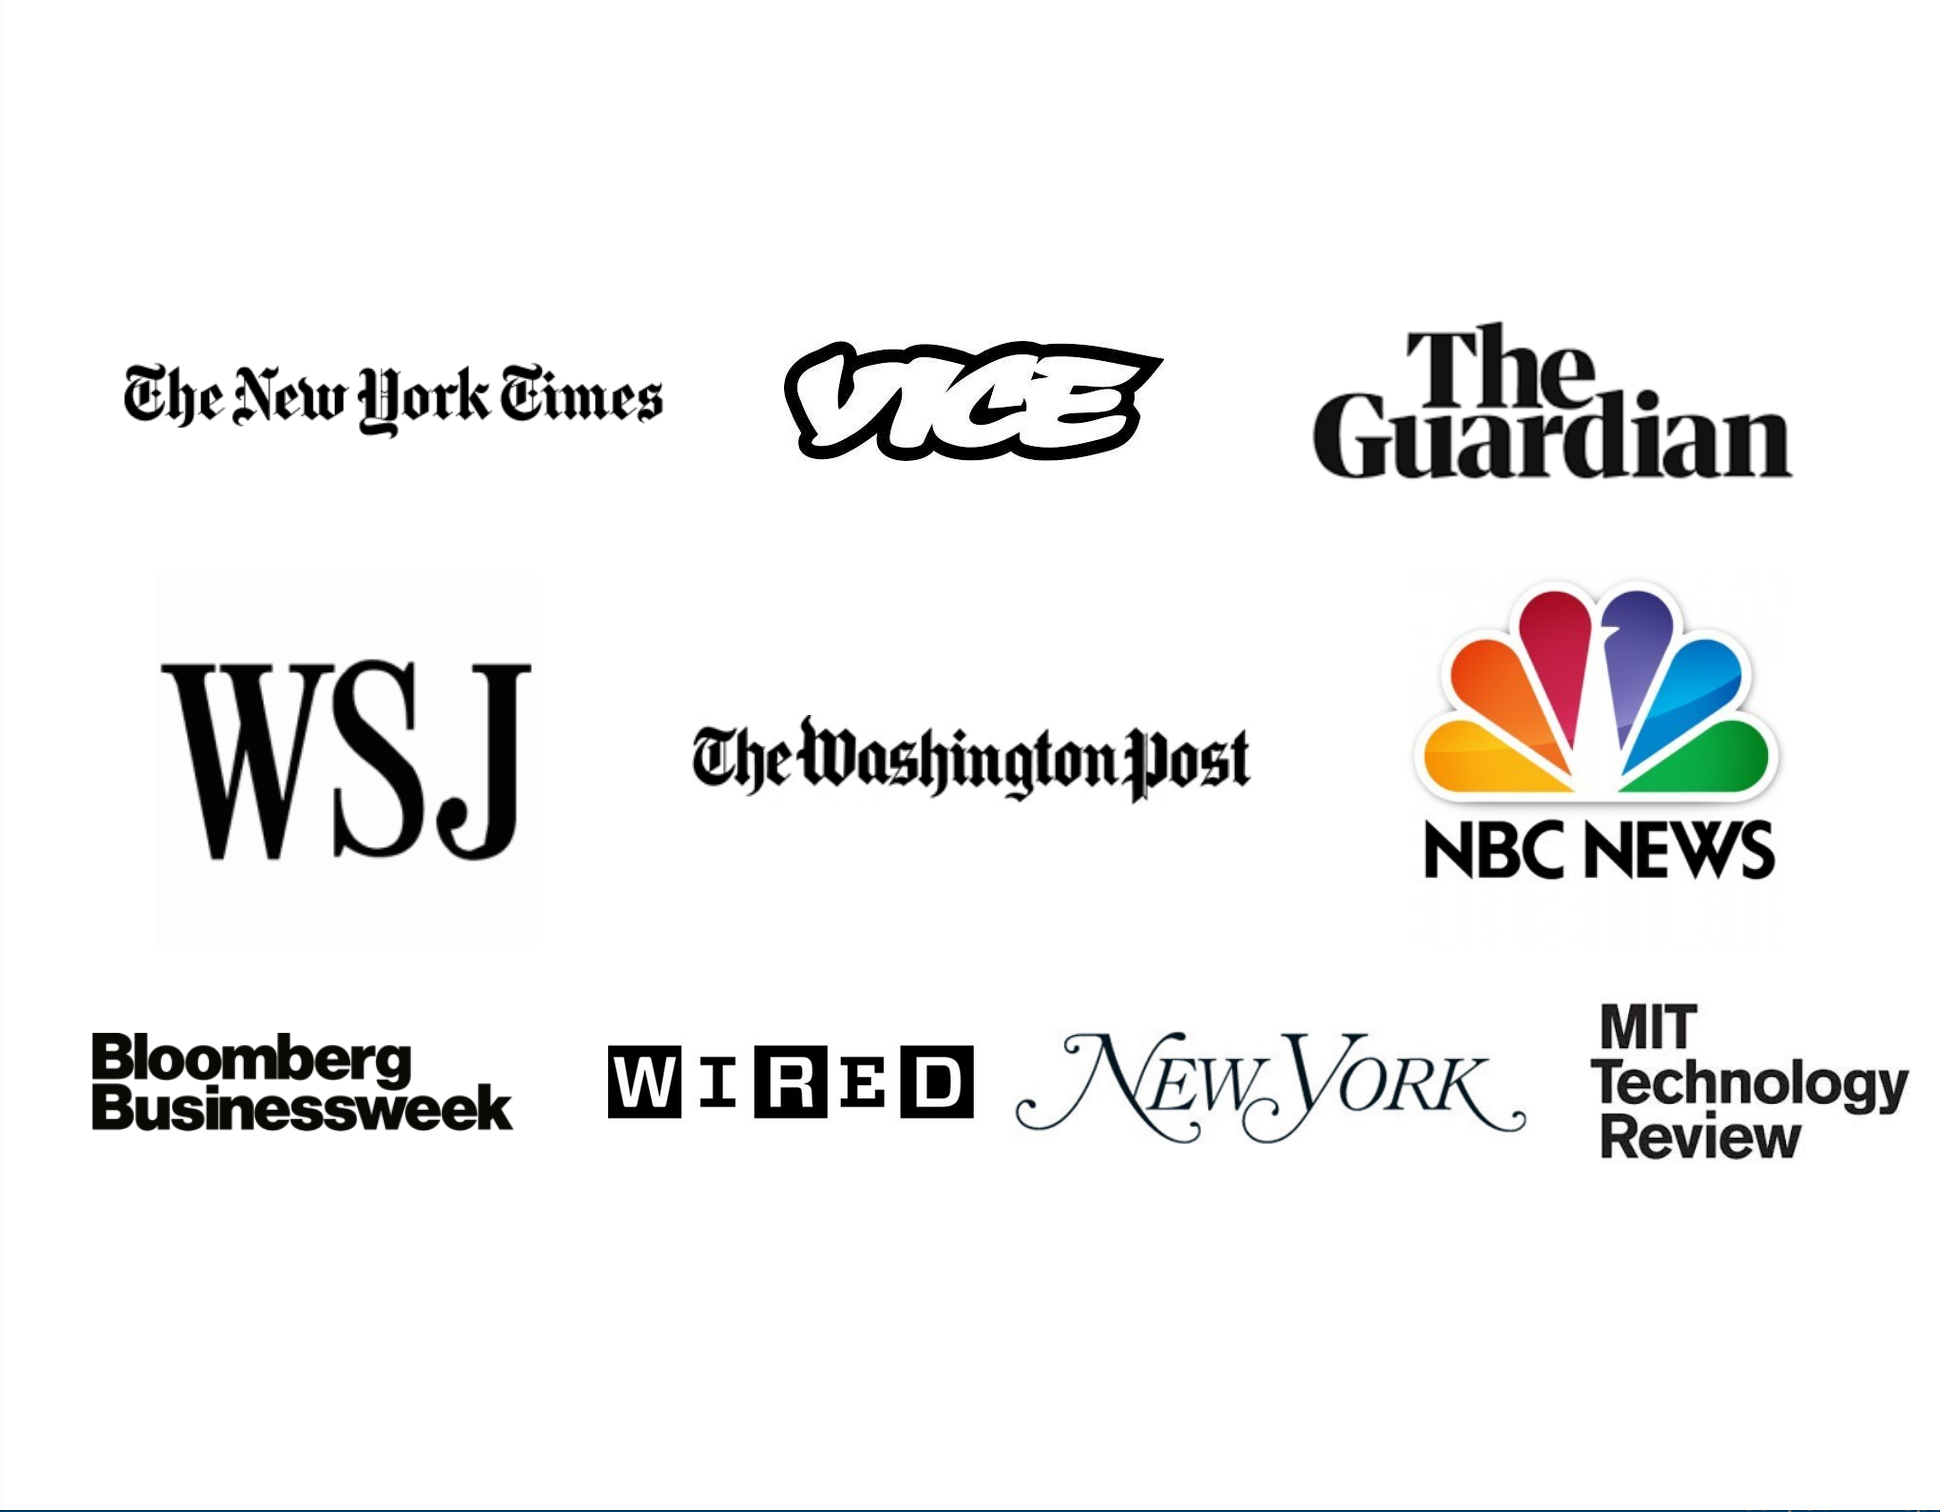 The New York Times
VICE
The
Guardian
WSJ
The Washington Post
NBC NEWS
Bloomberg
Businessweek
WIRED
NEW YORK
MIT
Technology
Review